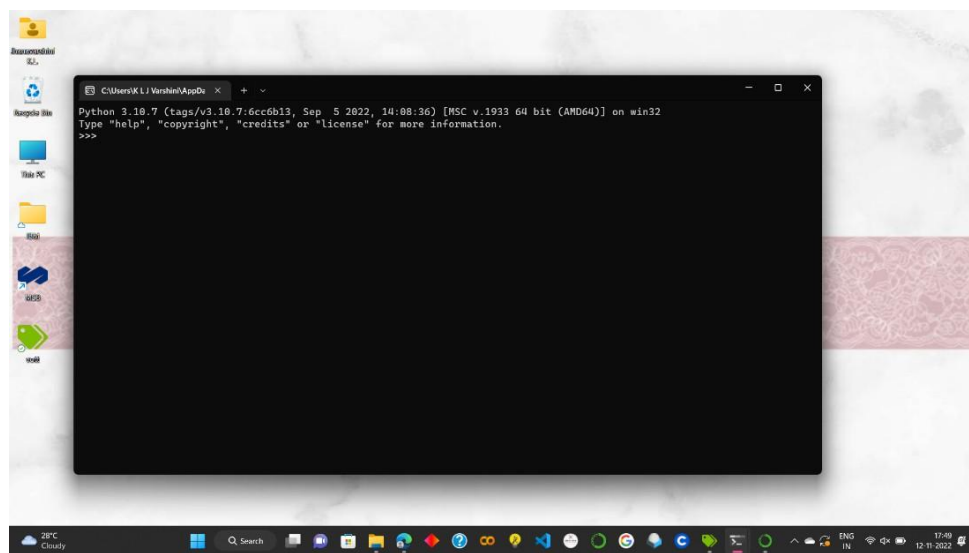 K.L.
Recycle Bin
This PC
MSB
C:\Users\K L J Varshini\AppDa
Python 3.10.7 (tags/v3.10.7:6cc6b13, Sep  5 2022, 14:08:36) [MSC v.1933 64 bit (AMD64)] on win32
Type "help", "copyright", "credits" or "license" for more information.
>>>
28°C
Cloudy
Search
ENG
IN
17:49
12-11-2022